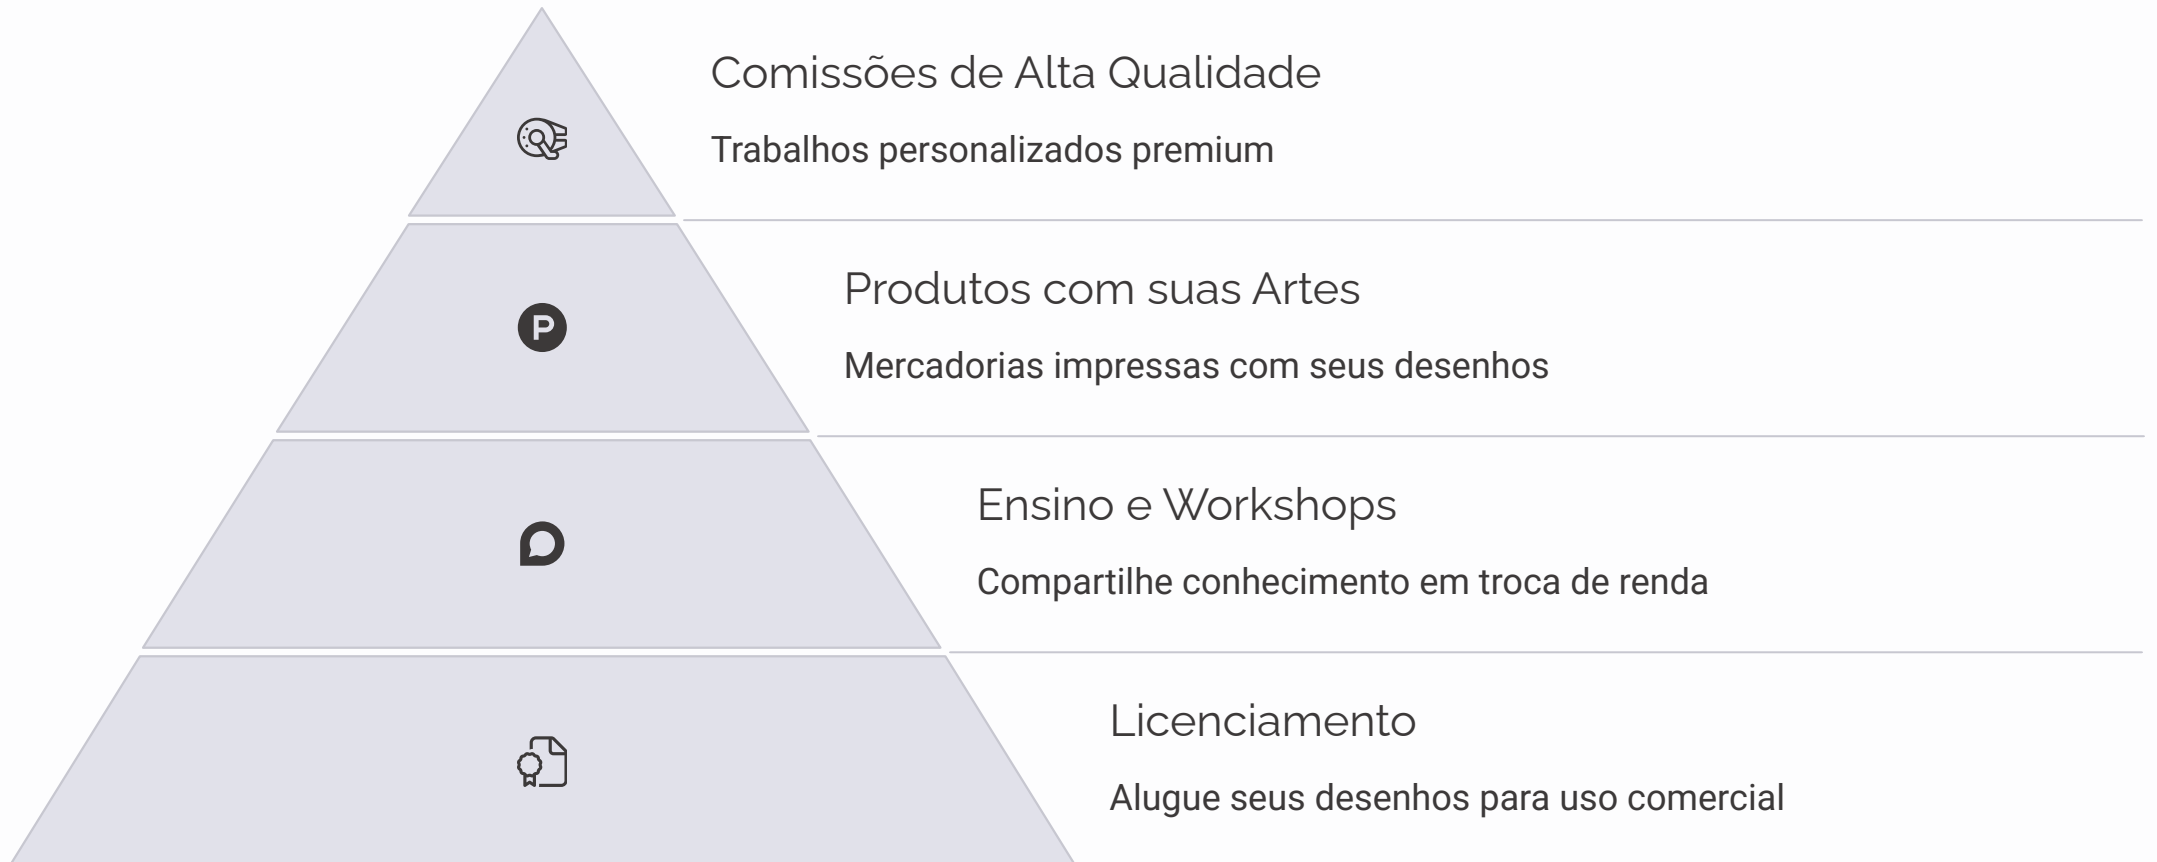 Comissões de Alta Qualidade
Trabalhos personalizados premium
P
Produtos com suas Artes
Mercadorias impressas com seus desenhos
Ensino e Workshops
Compartilhe conhecimento em troca de renda
Licenciamento
Alugue seus desenhos para uso comercial